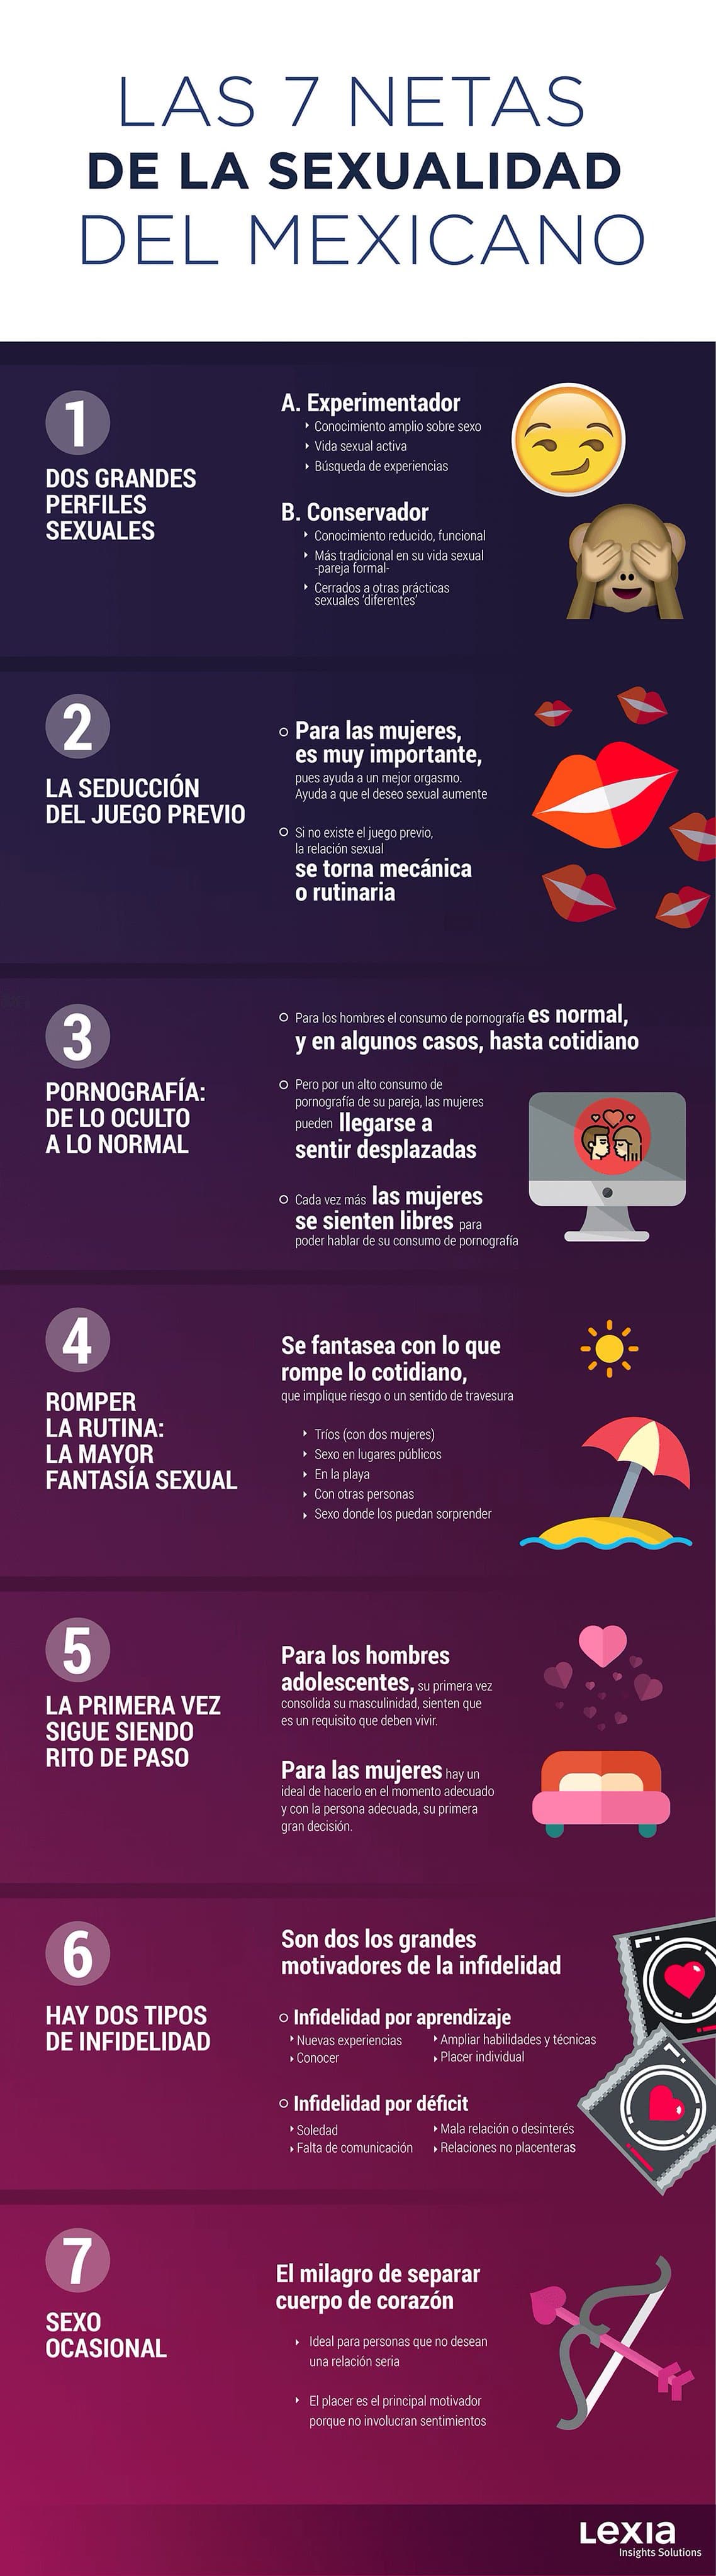 LAS 7 NETAS
DE LA SEXUALIDAD
DEL MEXICANO
1
DOS GRANDES
PERFILES
SEXUALES
A. Experimentador
Conocimiento amplio sobre sexo
Vida sexual activa
Búsqueda de experiencias
B. Conservador
Conocimiento reducido, funcional
Más tradicional en su vida sexual
-pareja formal-
Cerrados a otras prácticas
sexuales 'diferentes'
2
LA SEDUCCIÓN
DEL JUEGO PREVIO
Para las mujeres,
es muy importante,
pues ayuda a un mejor orgasmo.
Ayuda a que el deseo sexual aumente
Si no existe el juego previo,
la relación sexual
se torna mecánica
o rutinaria
3
PORNOGRAFÍA:
DE LO OCULTO
A LO NORMAL
Para los hombres el consumo de pornografía es normal,
y en algunos casos, hasta cotidiano
Pero por un alto consumo de
pornografía de su pareja, las mujeres
pueden llegarse a
sentir desplazadas
Cada vez más las mujeres
se sienten libres para
poder hablar de su consumo de pornografía
4
ROMPER
LA RUTINA:
LA MAYOR
FANTASÍA SEXUAL
Se fantasea con lo que
rompe lo cotidiano,
que implique riesgo o un sentido de travesura
Tríos (con dos mujeres)
Sexo en lugares públicos
En la playa
Con otras personas
Sexo donde los puedan sorprender
5
LA PRIMERA VEZ
SIGUE SIENDO
RITO DE PASO
Para los hombres
adolescentes, su primera vez
consolida su masculinidad, sienten que
es un requisito que deben vivir.
Para las mujeres hay un
ideal de hacerlo en el momento adecuado
y con la persona adecuada, su primera
gran decisión.
6
HAY DOS TIPOS
DE INFIDELIDAD
Son dos los grandes
motivadores de la infidelidad
Infidelidad por aprendizaje
Nuevas experiencias
Conocer
Ampliar habilidades y técnicas
Placer individual
Infidelidad por déficit
Soledad
Falta de comunicación
Mala relación o desinterés
Relaciones no placenteras
7
SEXO
OCASIONAL
El milagro de separar
cuerpo de corazón
Ideal para personas que no desean
una relación seria
El placer es el principal motivador
porque no involucran sentimientos
Lexia
Insights Solutions